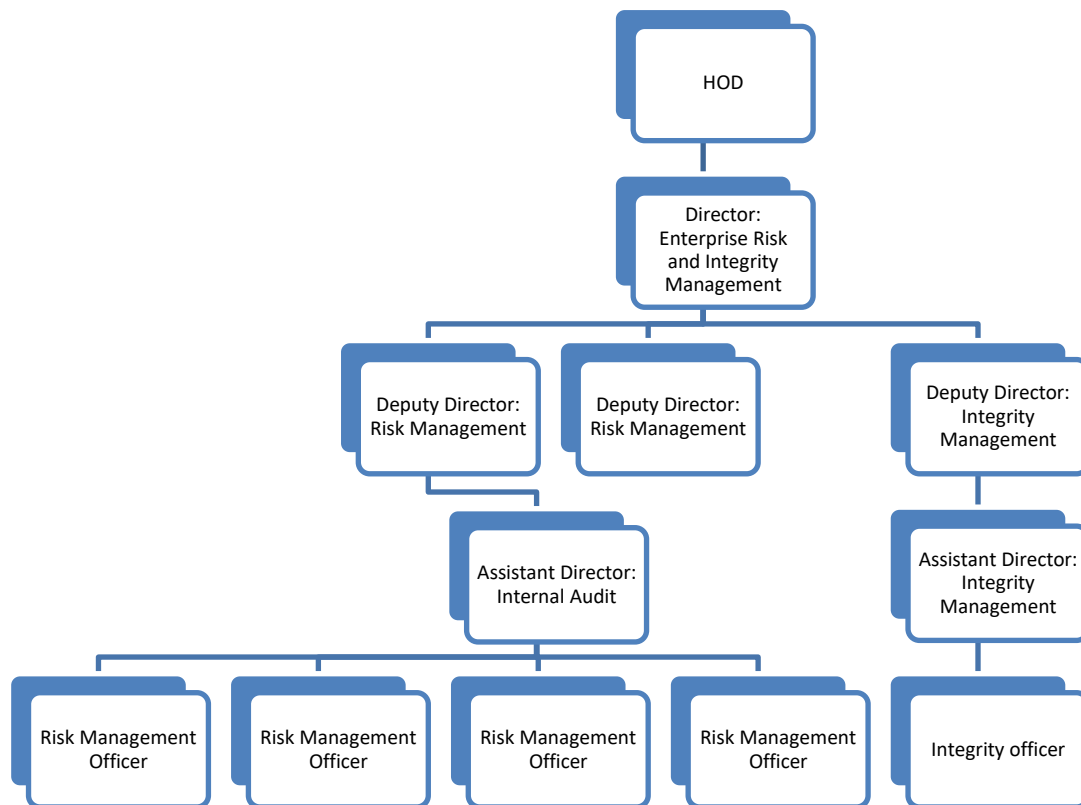 HOD
Director:
Enterprise Risk
and Integrity
Management
Deputy Director:
Risk Management
Deputy Director:
Risk Management
Deputy Director:
Integrity
Management
Assistant Director:
Internal Audit
Assistant Director:
Integrity
Management
Risk Management
Officer
Risk Management
Officer
Risk Management
Officer
Risk Management
Officer
Integrity officer